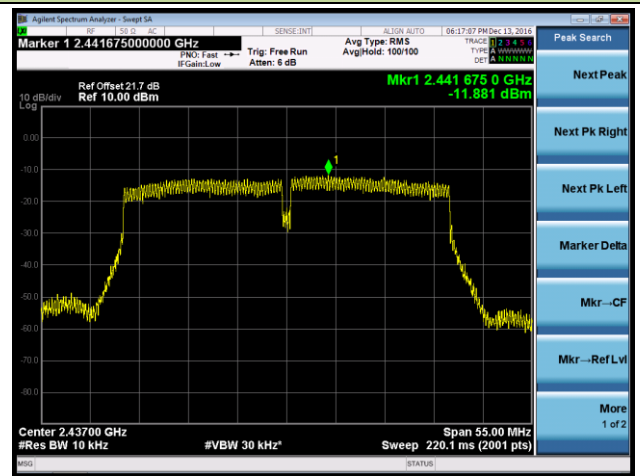 Agilent Spectrum Analyzer - Swept SA
RF 50 Ω AC SENSE:INT ALIGN AUTO 06:17:07 PM Dec 13, 2016
Marker 1 2.441675000000 GHz
PNO: Fast
IFGain:Low
Trig: Free Run
Atten: 6 dB
Avg Type: RMS
Avg|Hold: 100/100
TRACE 1 2 3 4 5 6
TYPE A WWWWW
DET A N N N N N
Peak Search
Ref Offset 21.7 dB
10 dB/div Ref 10.00 dBm
Log
Mkr1 2.441 675 0 GHz
-11.881 dBm
1
0.00
-10.0
-20.0
-30.0
-40.0
-50.0
-60.0
-70.0
-80.0
Center 2.43700 GHz
Span 55.00 MHz
#Res BW 10 kHz
#VBW 30 kHz*
Sweep 220.1 ms (2001 pts)
MSG
STATUS
Next Peak
Next Pk Right
Next Pk Left
Marker Delta
Mkr→CF
Mkr→Ref Lvl
More
1 of 2